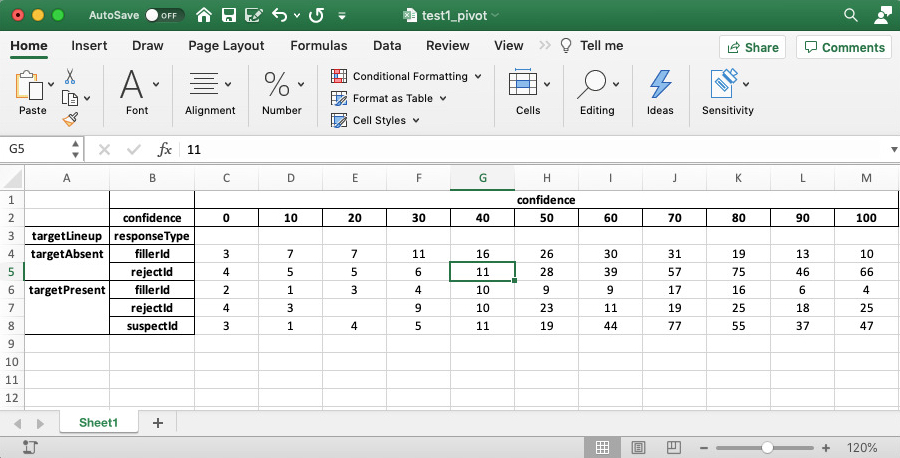 AutoSave OFF test1_pivot
Home Insert Draw Page Layout Formulas Data Review View Tell me Share Comments
Paste Font Alignment Number Conditional Formatting Format as Table Cell Styles Cells Editing Ideas Sensitivity
G5 fx 11
A B C D E F G H I J K L M
1 confidence
2 confidence 0 10 20 30 40 50 60 70 80 90 100
3 targetLineup responseType
4 targetAbsent fillerId 3 7 7 11 16 26 30 31 19 13 10
5 rejectId 4 5 5 6 11 28 39 57 75 46 66
6 targetPresent fillerId 2 1 3 4 10 9 9 17 16 6 4
7 rejectId 4 3 9 10 23 11 19 25 18 25
8 suspectId 3 1 4 5 11 19 44 77 55 37 47
9
10
11
12
Sheet1 +
120%